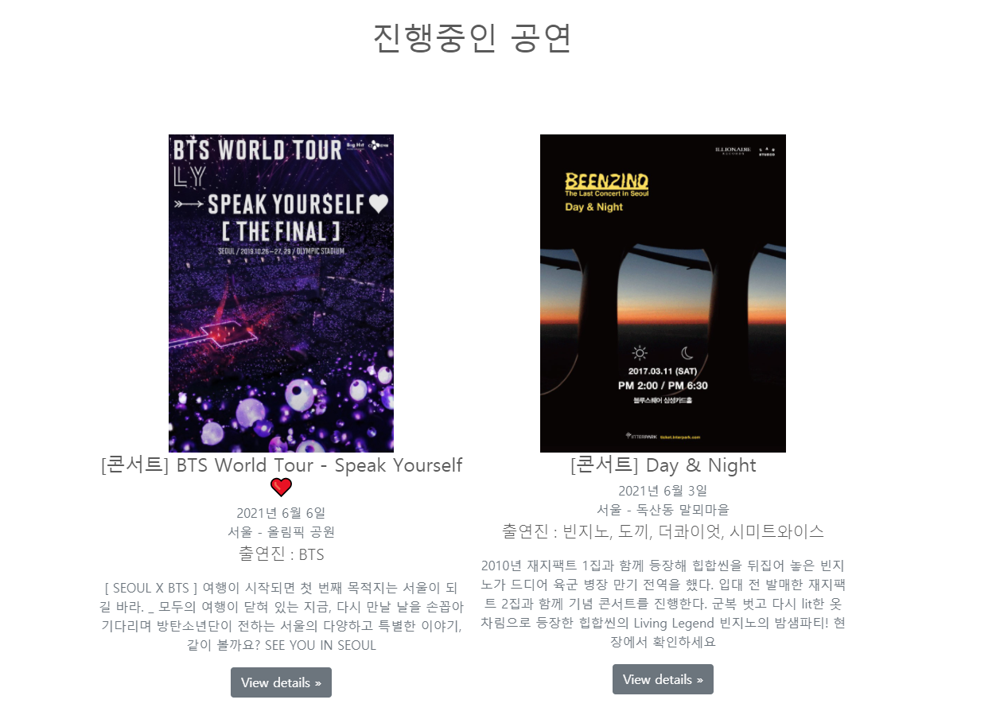 진행중인 공연
BTS WORLD TOUR
Big Hit
LY
SPEAK YOURSELF
[ THE FINAL ]
SEOUL / 2019.10.26–27, 29 / OLYMPIC STADIUM
[콘서트] BTS World Tour - Speak Yourself
2021년 6월 6일
서울 - 올림픽 공원
출연진 : BTS
[ SEOUL X BTS ] 여행이 시작되면 첫 번째 목적지는 서울이 되
길 바라. _ 모두의 여행이 닫혀 있는 지금, 다시 만날 날을 손꼽아
기다리며 방탄소년단이 전하는 서울의 다양하고 특별한 이야기,
같이 볼까요? SEE YOU IN SEOUL
View details »
ILLIONAIRE
RECORDS
BEENZINO
The Last Concert in Seoul
Day & Night
2017.03.11 (SAT)
PM 2:00 / PM 6:30
블루스퀘어 삼성카드홀
INTERPARK ticket.interpark.com
[콘서트] Day & Night
2021년 6월 3일
서울 - 독산동 말뫼마을
출연진 : 빈지노, 도끼, 더콰이엇, 시미트와이스
2010년 재지팩트 1집과 함께 등장해 힙합씬을 뒤집어 놓은 빈지
노가 드디어 육군 병장 만기 전역을 했다. 입대 전 발매한 재지팩
트 2집과 함께 기념 콘서트를 진행한다. 군복 벗고 다시 lit한 옷
차림으로 등장한 힙합씬의 Living Legend 빈지노의 밤샘파티! 현
장에서 확인하세요
View details »